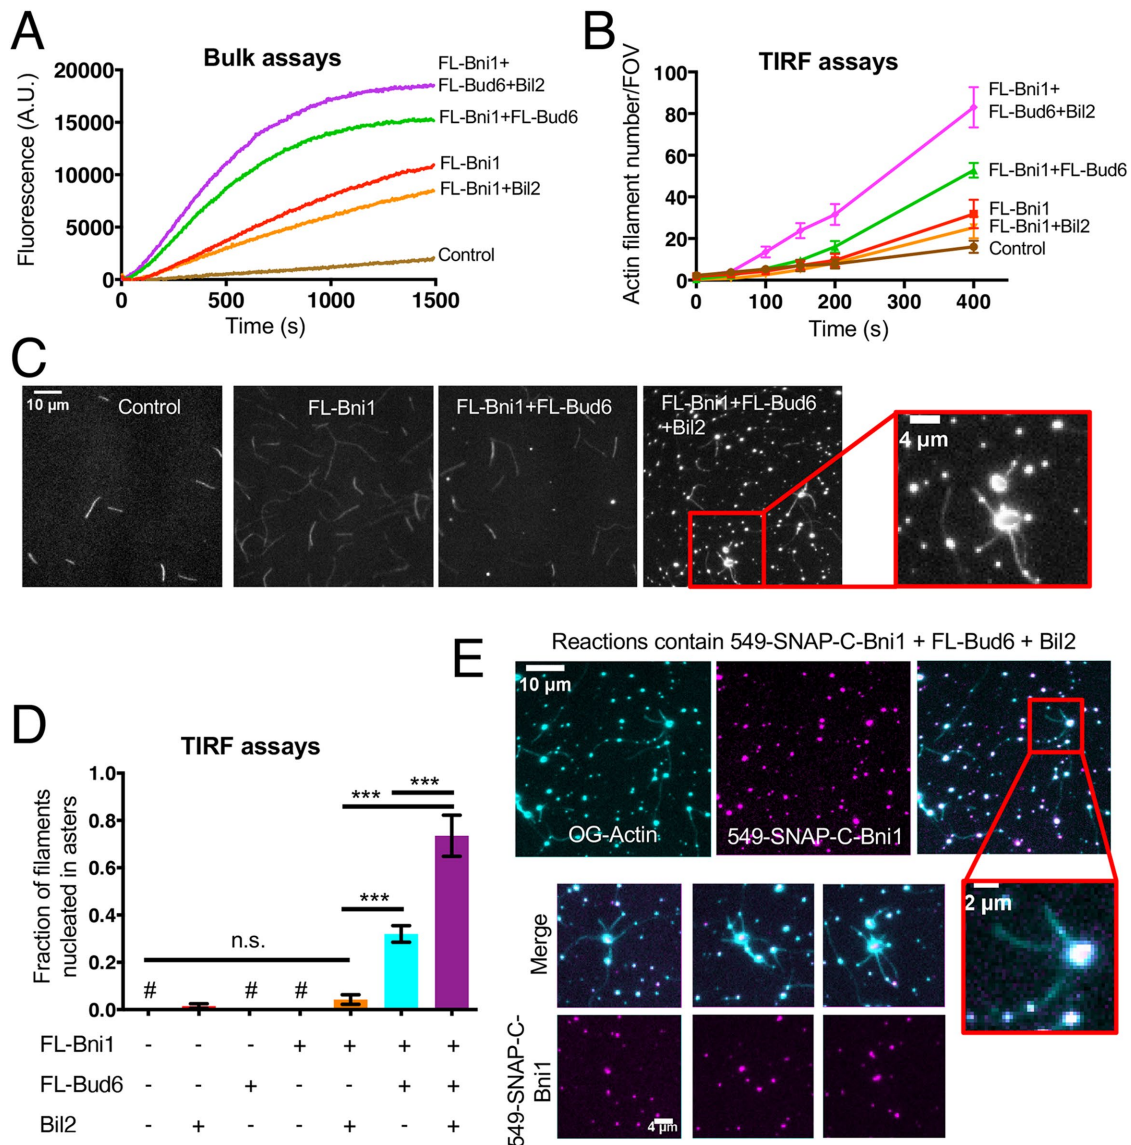 A
Bulk assays
Fluorescence (A.U.)
20000
15000
10000
5000
0
0
500
1000
1500
Time (s)
FL-Bni1+
FL-Bud6+Bil2
FL-Bni1+FL-Bud6
FL-Bni1
FL-Bni1+Bil2
Control
B
TIRF assays
Actin filament number/FOV
100
80
60
40
20
0
0
100
200
300
400
Time (s)
FL-Bni1+
FL-Bud6+Bil2
FL-Bni1+FL-Bud6
FL-Bni1
FL-Bni1+Bil2
Control
C
10 µm
Control
FL-Bni1
FL-Bni1+FL-Bud6
FL-Bni1+FL-Bud6
+Bil2
4 µm
D
TIRF assays
Fraction of filaments
nucleated in asters
1.0
0.8
0.6
0.4
0.2
0.0
# # #
n.s.
***
***
***
FL-Bni1 - - - + + + +
FL-Bud6 - - + - - + +
Bil2 - + - - + - +
E
Reactions contain 549-SNAP-C-Bni1 + FL-Bud6 + Bil2
10 µm
OG-Actin
549-SNAP-C-Bni1
2 µm
Merge
549-SNAP-C-
Bni1
4 µm